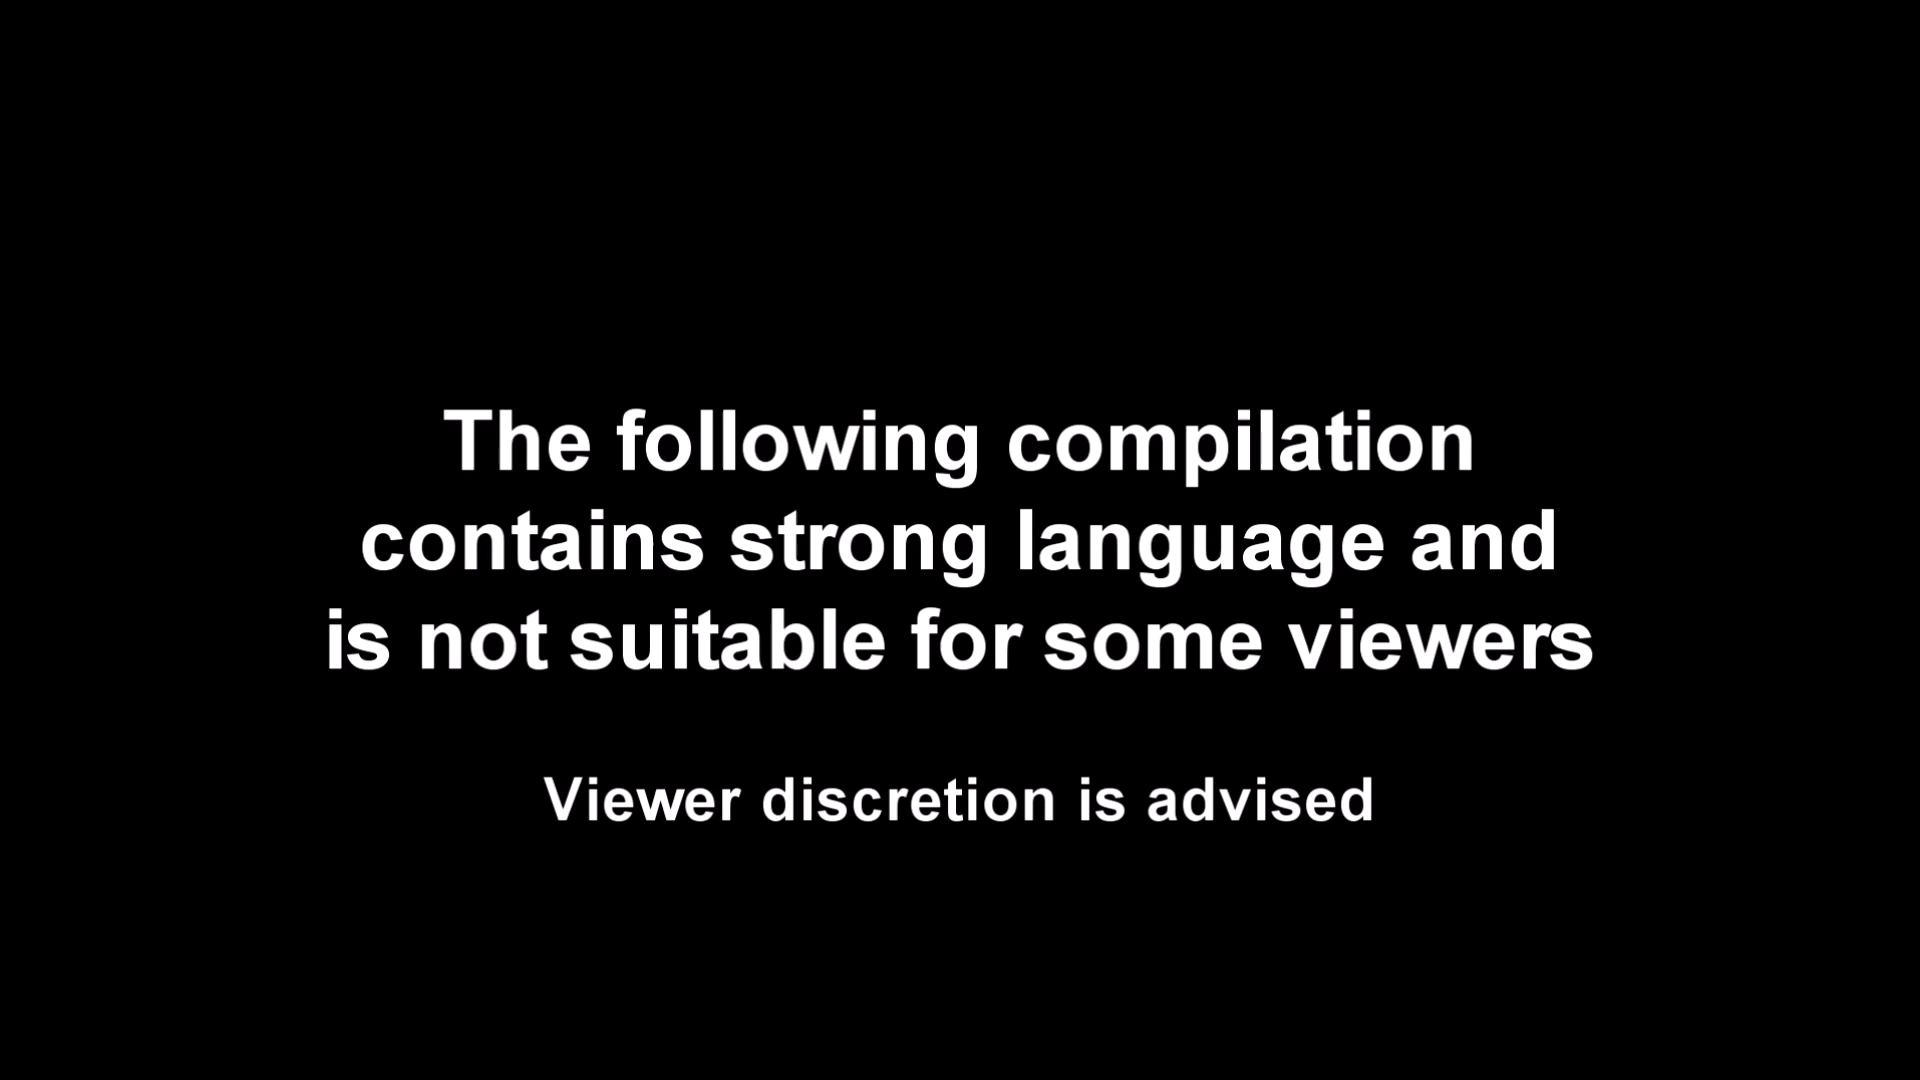 The following compilation
contains strong language and
is not suitable for some viewers
Viewer discretion is advised